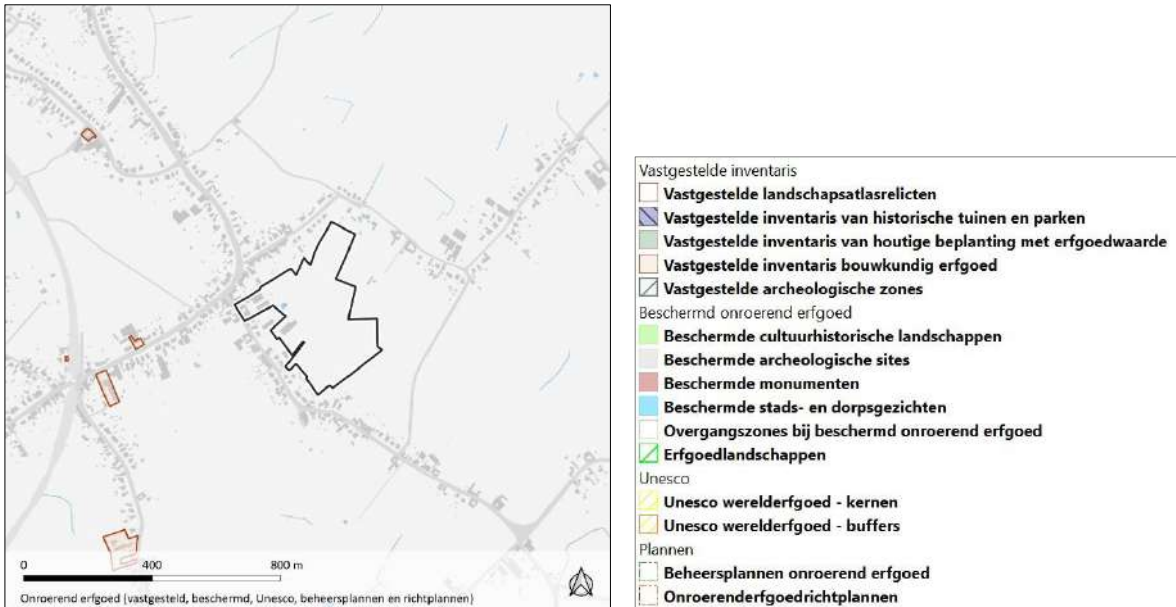 0 400 800 m
Onroerend erfgoed (vastgesteld, beschermd, Unesco, beheersplannen en richtplannen)
Vastgestelde inventaris
Vastgestelde landschapsatlasrelicten
Vastgestelde inventaris van historische tuinen en parken
Vastgestelde inventaris van houtige beplanting met erfgoedwaarde
Vastgestelde inventaris bouwkundig erfgoed
Vastgestelde archeologische zones
Beschermd onroerend erfgoed
Beschermde cultuurhistorische landschappen
Beschermde archeologische sites
Beschermde monumenten
Beschermde stads- en dorpsgezichten
Overgangszones bij beschermd onroerend erfgoed
Erfgoedlandschappen
Unesco
Unesco werelderfgoed - kernen
Unesco werelderfgoed - buffers
Plannen
Beheersplannen onroerend erfgoed
Onroerenderfgoedrichtplannen